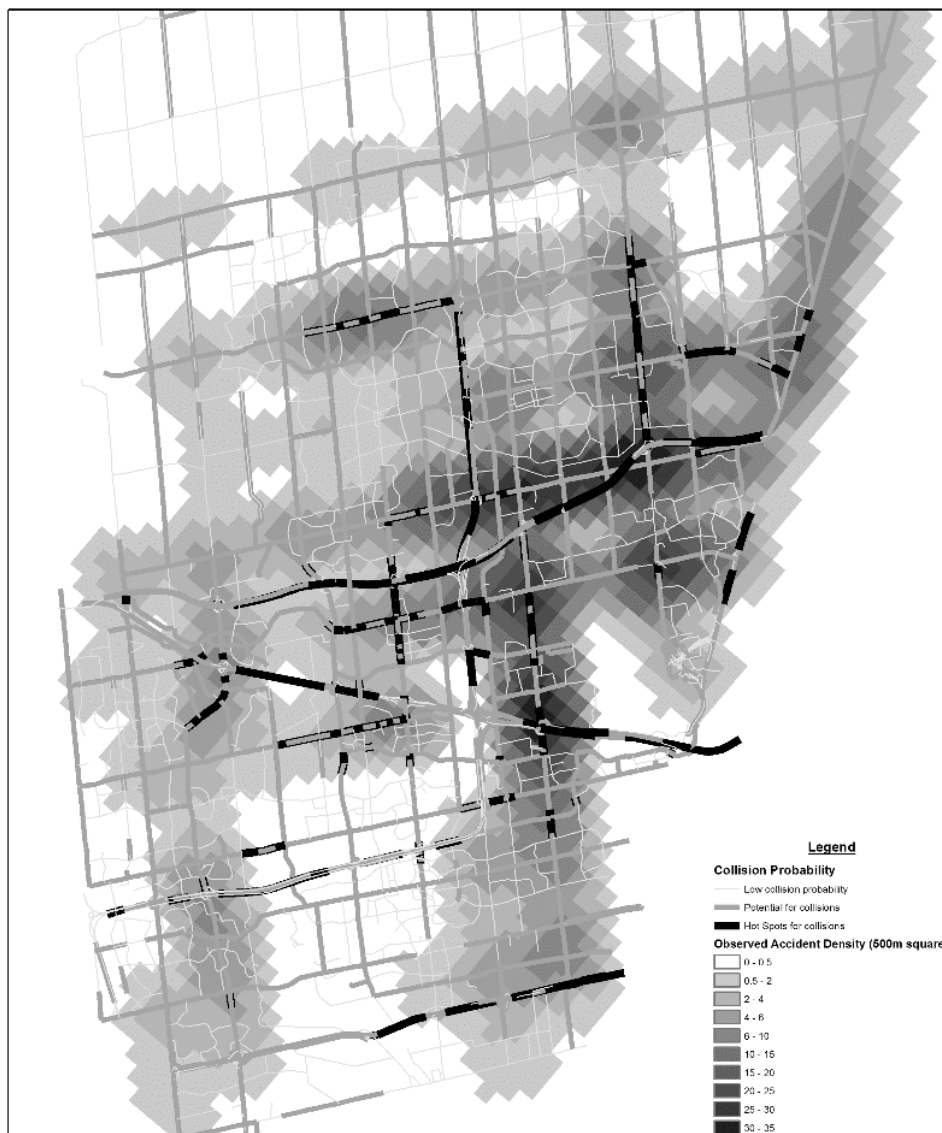 Legend
Collision Probability
Low collision probability
Potential for collisions
Hot Spots for collisions
Observed Accident Density (500m square
0 - 0.5
0.5 - 2
2 - 4
4 - 6
6 - 10
10 - 15
15 - 20
20 - 25
25 - 30
30 - 35